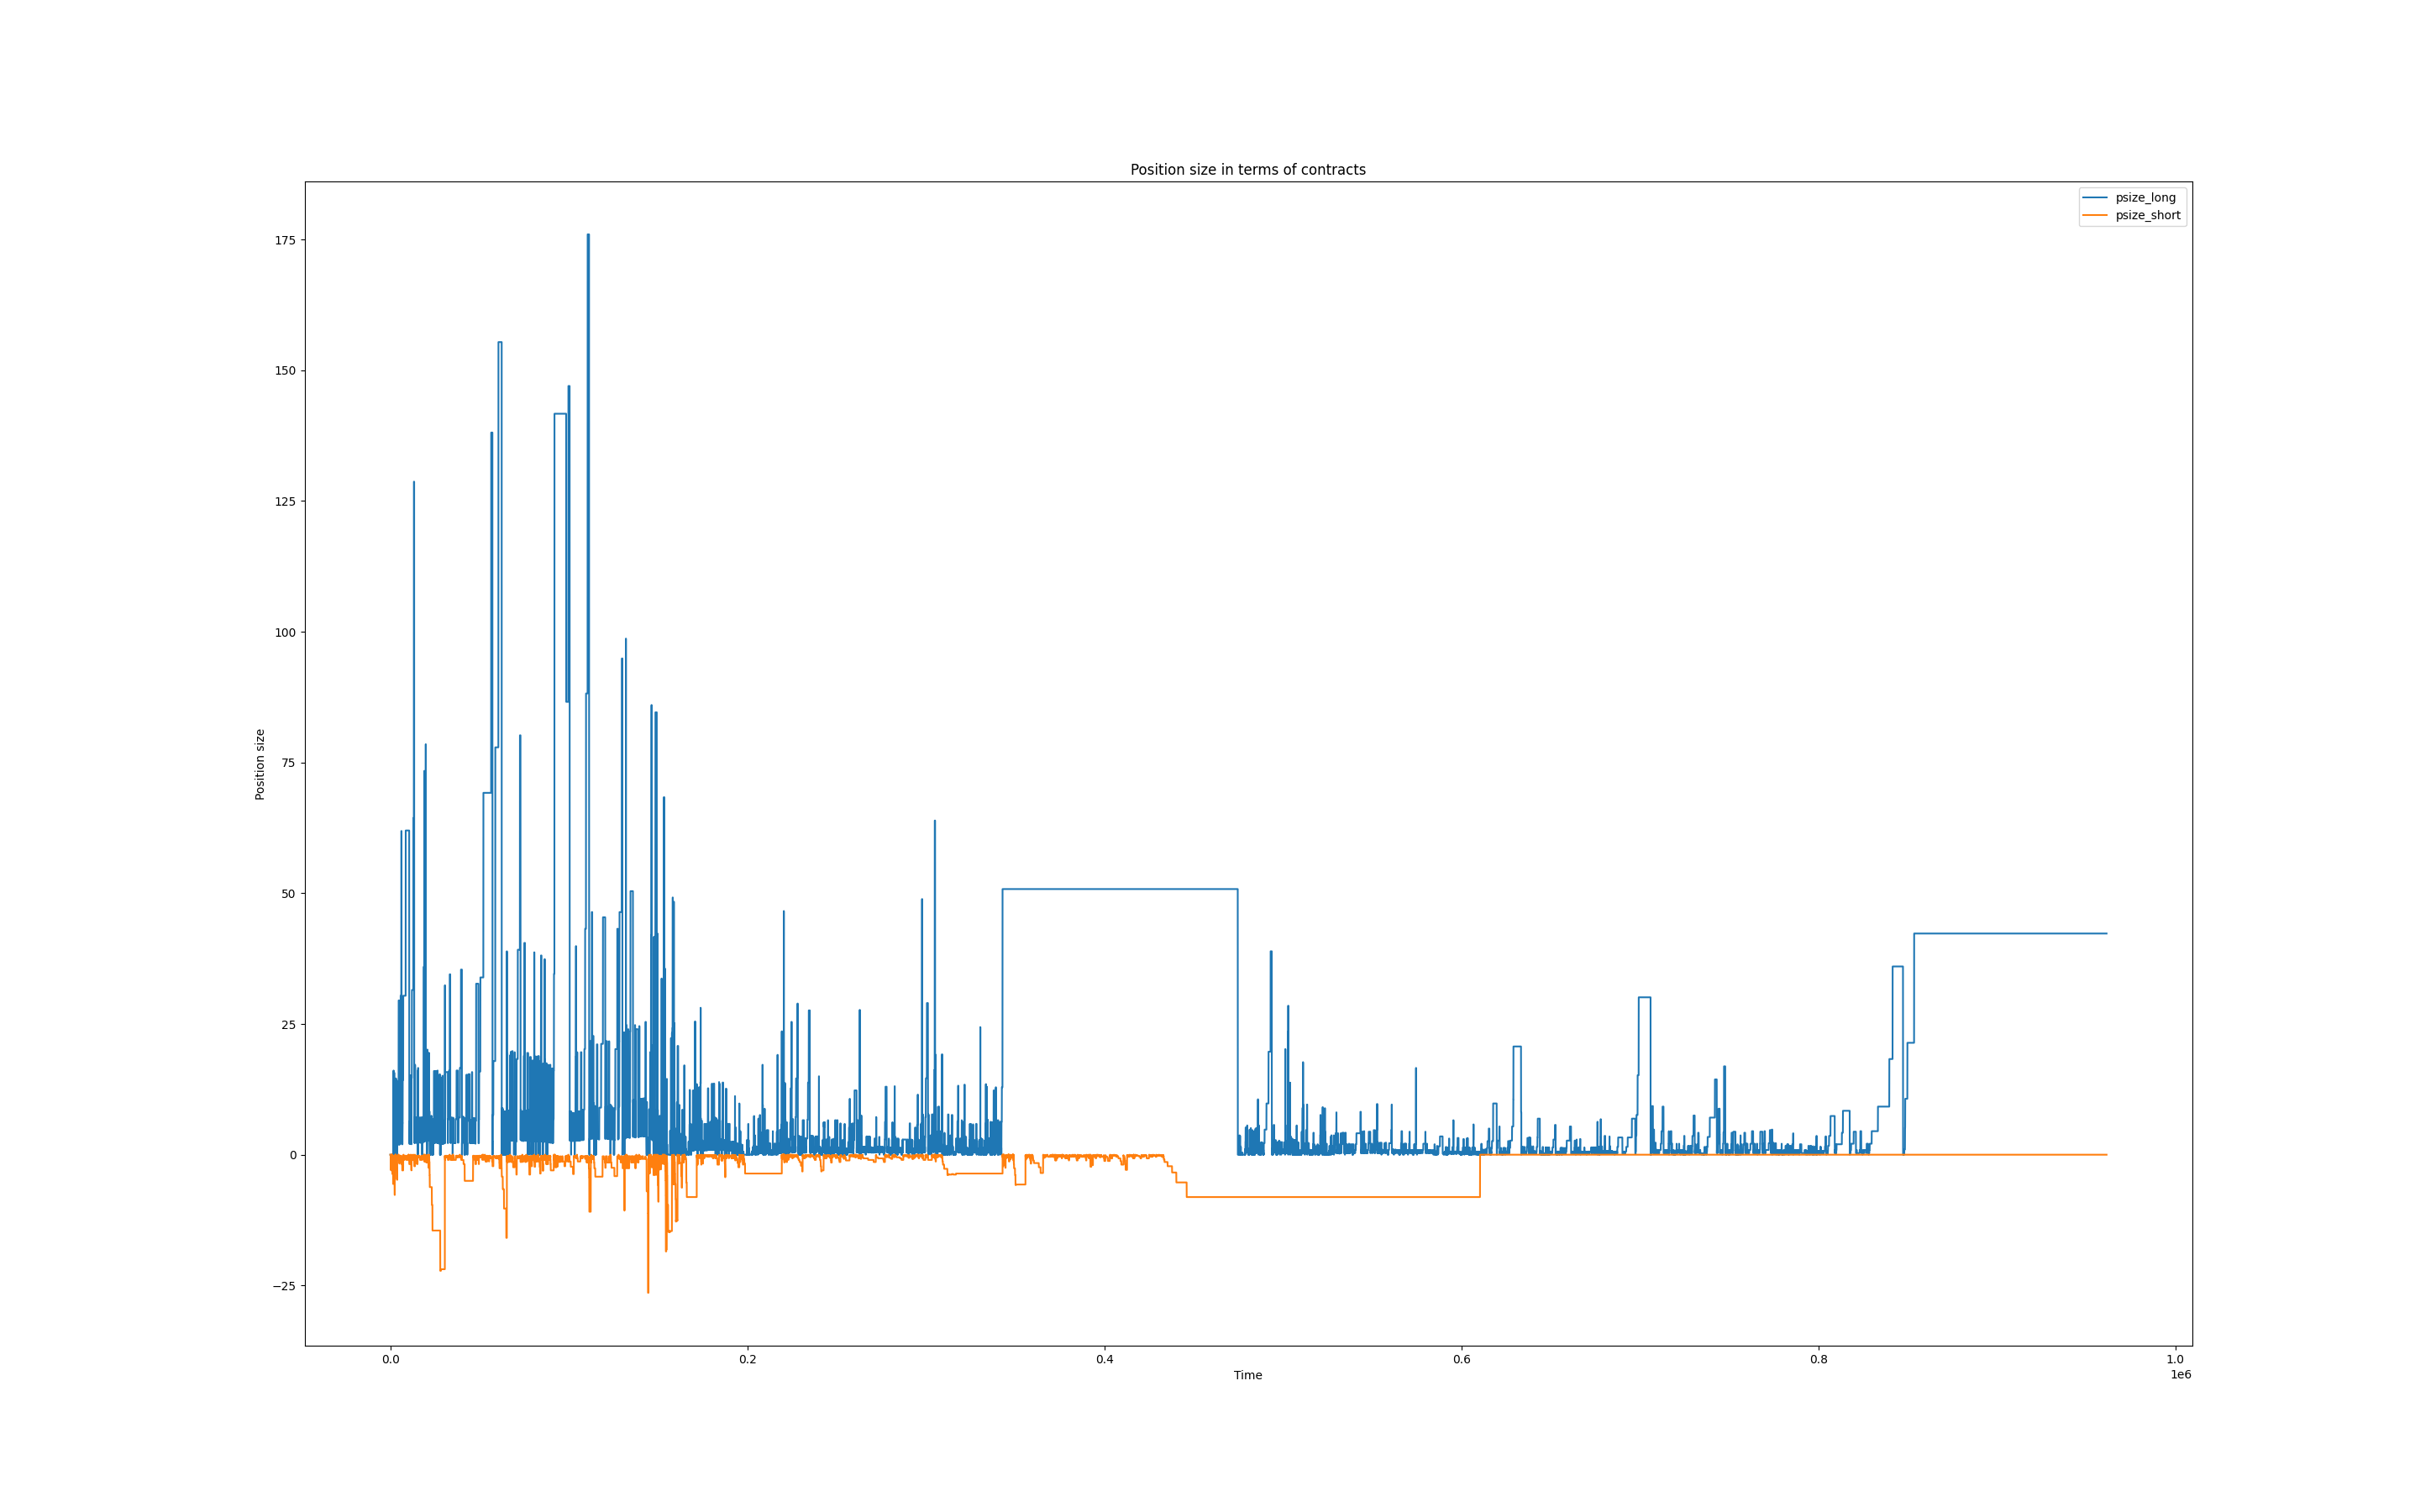 Position size in terms of contracts
psize_long
psize_short
175
150
125
100
75
50
25
0
−25
Position size
0.0
0.2
0.4
0.6
0.8
1.0
1e6
Time